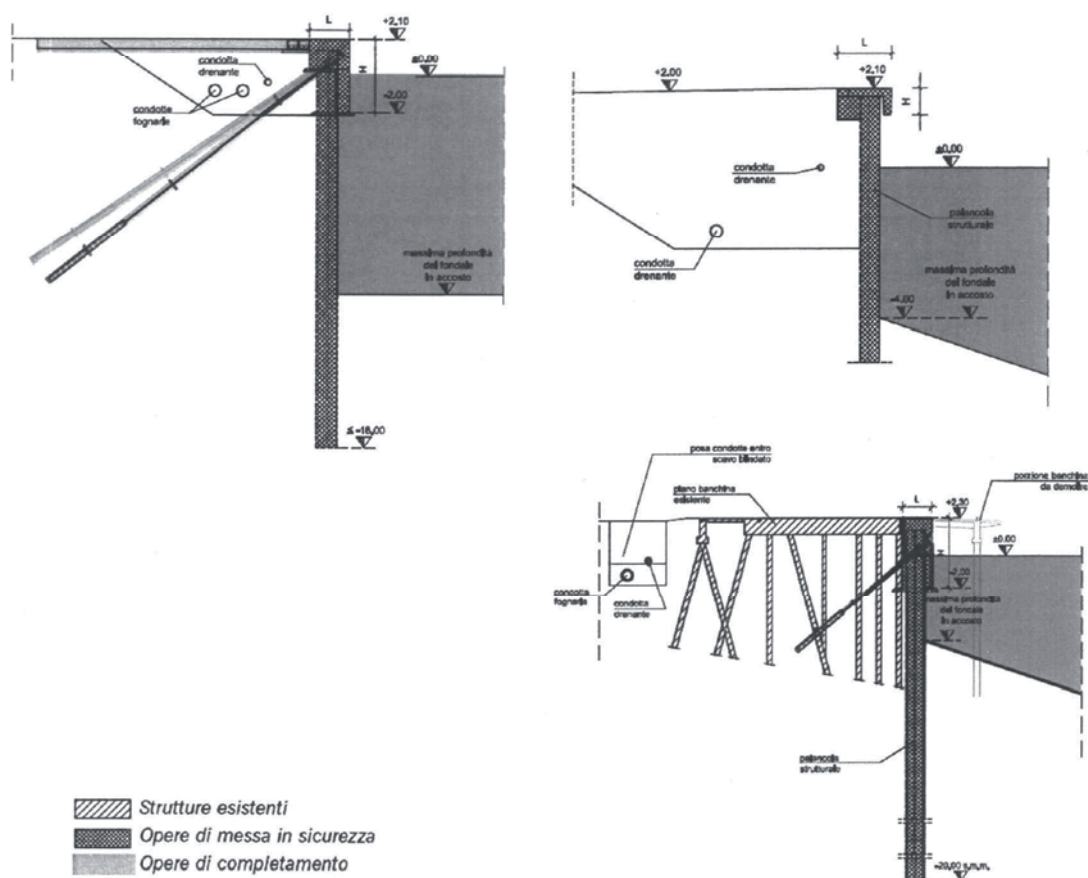 L
+2.10
±0.00
H
-2.00
condotta
drenante
condotte
fognarie
massima profondità
del fondale
in accosto
≤ -18.00
L
+2.00
+2.10
H
±0.00
condotta
drenante
palancola
strutturale
condotta
drenante
massima profondità
del fondale
in accosto
-4.00
posa condotte entro
scavo blindato
piano banchina
esistente
L
+2.30
porzione banchina
da demolire
±0.00
H
-2.00
massima profondità
del fondale
in accosto
condotta
fognaria
condotta
drenante
palancola
strutturale
-20.00 s.m.m.
Strutture esistenti
Opere di messa in sicurezza
Opere di completamento